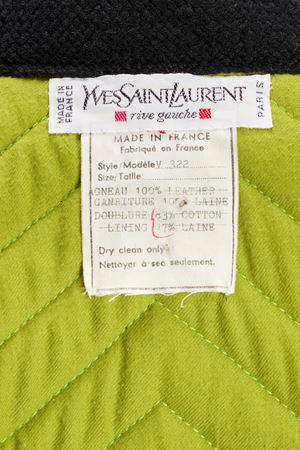 MADE IN FRANCE
YVESSAINTLAURENT
rive gauche
PARIS
MADE IN FRANCE
Fabriqué en France
Style/Modèle V 322
Size/Taille
AGNEAU 100% LEATHER
GARNITURE 100% LAINE
DOUBLURE 83% COTTON
LINING 17% LAINE
Dry clean only
Nettoyer à sec seulement.